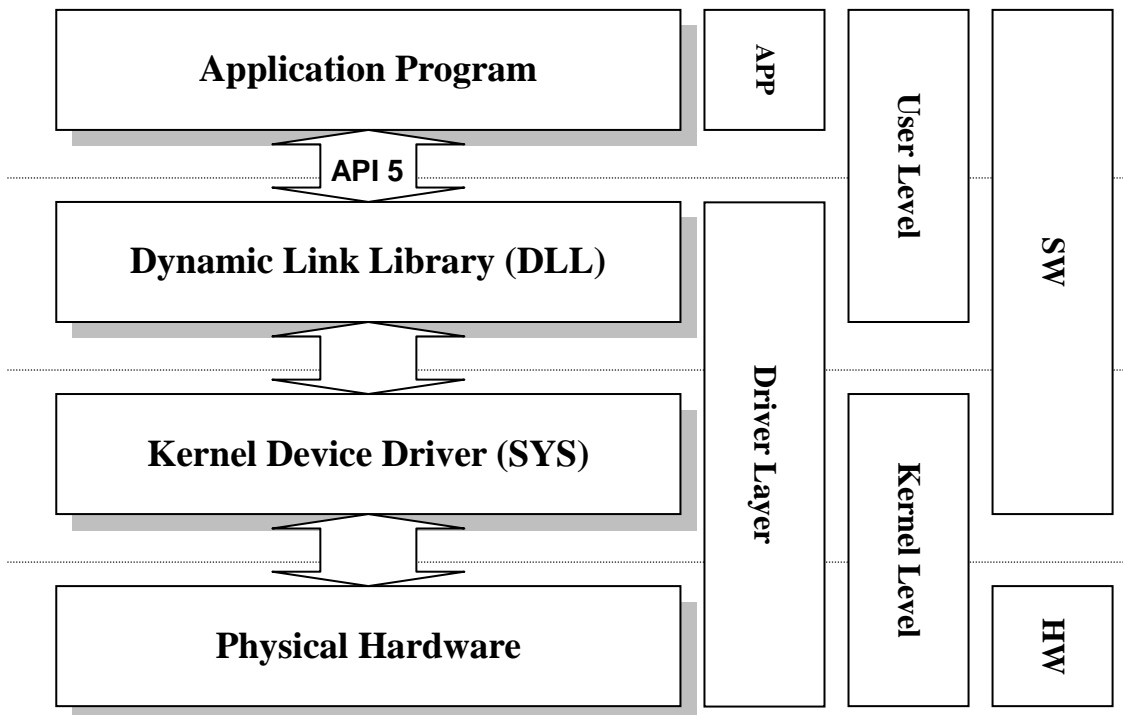 Application Program
APP
User Level
SW
API 5
Dynamic Link Library (DLL)
Driver Layer
Kernel Device Driver (SYS)
Kernel Level
Physical Hardware
HW